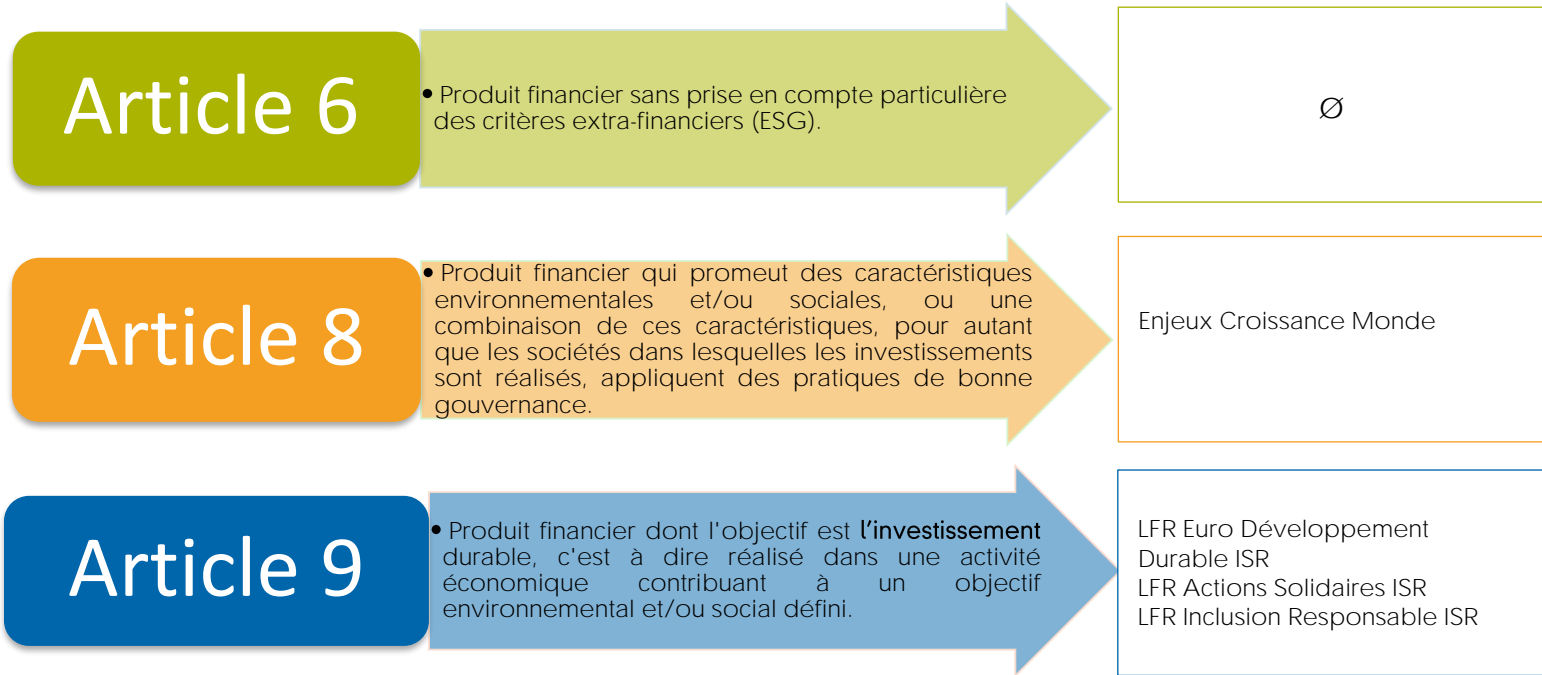 Article 6
• Produit financier sans prise en compte particulière
des critères extra-financiers (ESG).
Ø
Article 8
• Produit financier qui promeut des caractéristiques
environnementales et/ou sociales, ou une
combinaison de ces caractéristiques, pour autant
que les sociétés dans lesquelles les investissements
sont réalisés, appliquent des pratiques de bonne
gouvernance.
Enjeux Croissance Monde
Article 9
• Produit financier dont l'objectif est l’investissement
durable, c'est à dire réalisé dans une activité
économique contribuant à un objectif
environnemental et/ou social défini.
LFR Euro Développement
Durable ISR
LFR Actions Solidaires ISR
LFR Inclusion Responsable ISR